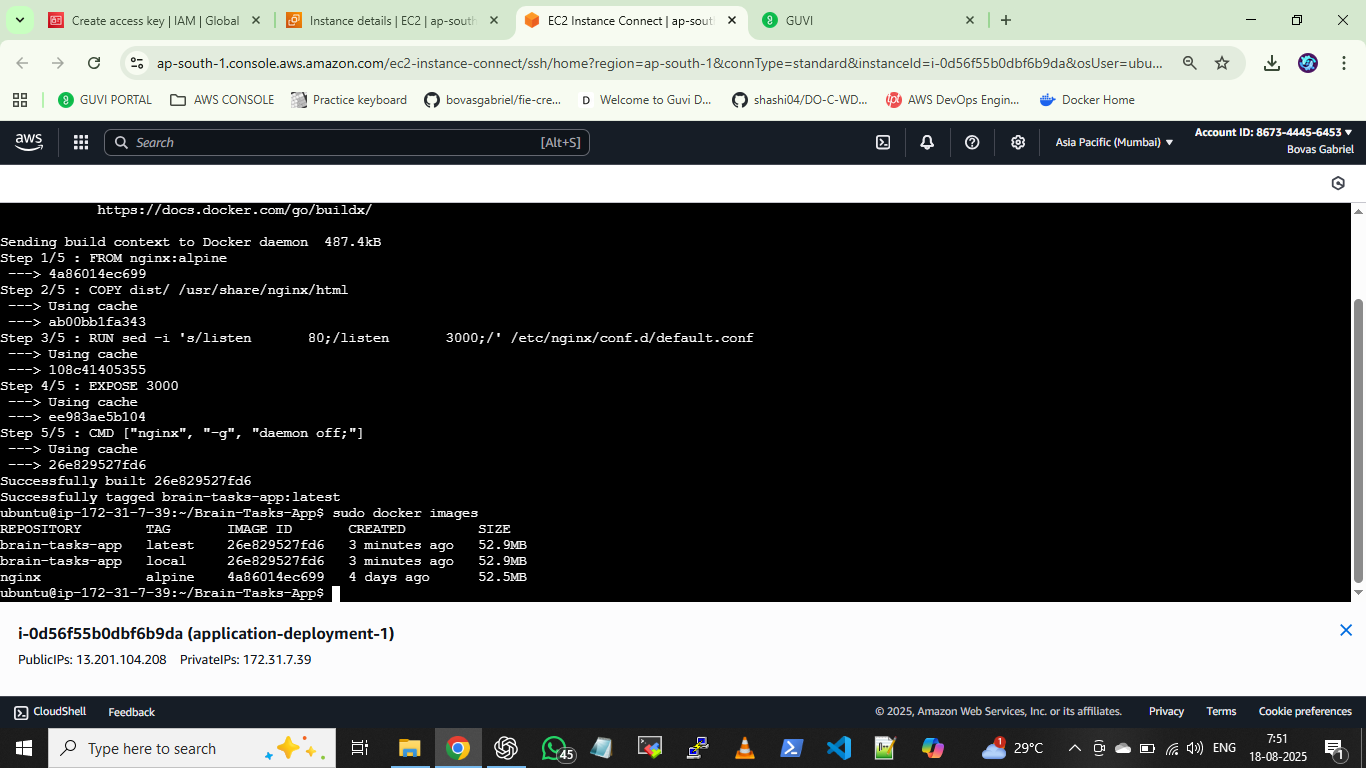 Create access key | IAM | Global
Instance details | EC2 | ap-south
EC2 Instance Connect | ap-sout
GUVI
ap-south-1.console.aws.amazon.com/ec2-instance-connect/ssh/home?region=ap-south-1&connType=standard&instanceId=i-0d56f55b0dbf6b9da&osUser=ubu...
GUVI PORTAL
AWS CONSOLE
Practice keyboard
bovasgabriel/fie-cre...
Welcome to Guvi D...
shashi04/DO-C-WD...
AWS DevOps Engin...
Docker Home
aws
Search
[Alt+S]
Asia Pacific (Mumbai)
Account ID: 8673-4445-6453
Bovas Gabriel
https://docs.docker.com/go/buildx/
Sending build context to Docker daemon  487.4kB
Step 1/5 : FROM nginx:alpine
 ---> 4a86014ec699
Step 2/5 : COPY dist/ /usr/share/nginx/html
 ---> Using cache
 ---> ab00bb1fa343
Step 3/5 : RUN sed -i 's/listen       80;/listen       3000;/' /etc/nginx/conf.d/default.conf
 ---> Using cache
 ---> 108c41405355
Step 4/5 : EXPOSE 3000
 ---> Using cache
 ---> ee983ae5b104
Step 5/5 : CMD ["nginx", "-g", "daemon off;"]
 ---> Using cache
 ---> 26e829527fd6
Successfully built 26e829527fd6
Successfully tagged brain-tasks-app:latest
ubuntu@ip-172-31-7-39:~/Brain-Tasks-App$ sudo docker images
REPOSITORY        TAG       IMAGE ID       CREATED         SIZE
brain-tasks-app   latest    26e829527fd6   3 minutes ago   52.9MB
brain-tasks-app   local     26e829527fd6   3 minutes ago   52.9MB
nginx             alpine    4a86014ec699   4 days ago      52.5MB
ubuntu@ip-172-31-7-39:~/Brain-Tasks-App$
i-0d56f55b0dbf6b9da (application-deployment-1)
PublicIPs: 13.201.104.208 PrivateIPs: 172.31.7.39
CloudShell
Feedback
© 2025, Amazon Web Services, Inc. or its affiliates.
Privacy
Terms
Cookie preferences
Type here to search
45
1
29°C
ENG
7:51
18-08-2025
1